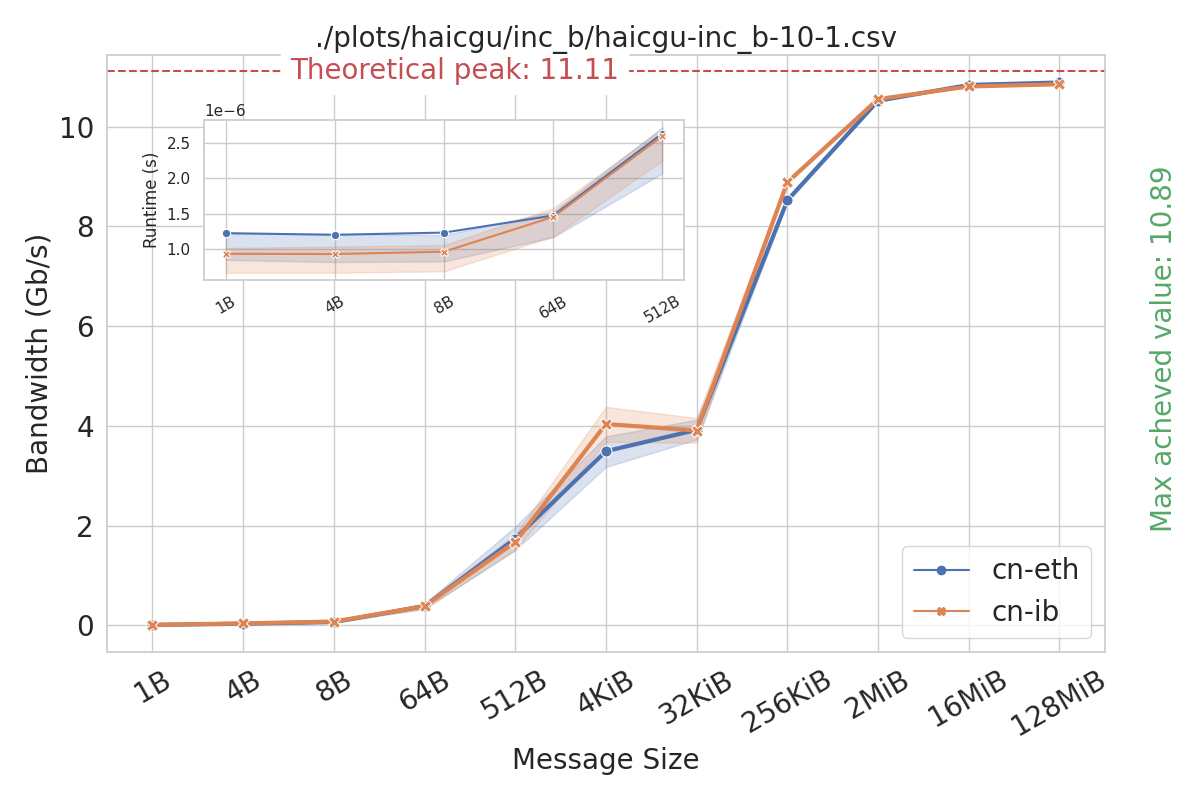 ./plots/haicgu/inc_b/haicgu-inc_b-10-1.csv
Theoretical peak: 11.11
1e−6
Runtime (s)
2.5
2.0
1.5
1.0
1B
4B
8B
64B
512B
Bandwidth (Gb/s)
10
8
6
4
2
0
Max acheved value: 10.89
cn-eth
cn-ib
1B
4B
8B
64B
512B
4KiB
32KiB
256KiB
2MiB
16MiB
128MiB
Message Size